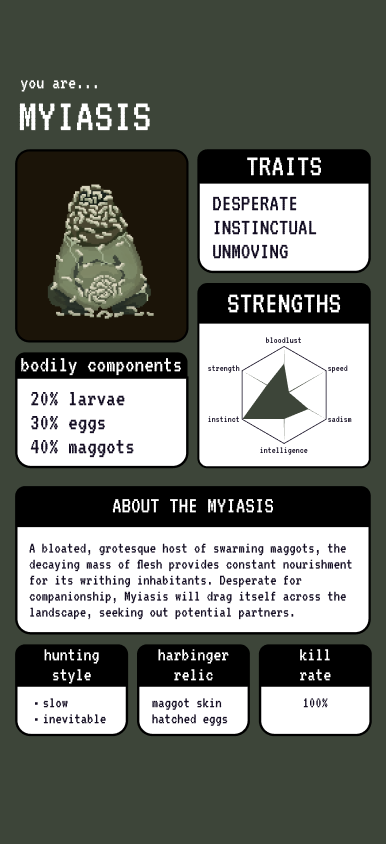 you are...
MYIASIS
TRAITS
DESPERATE
INSTINCTUAL
UNMOVING
STRENGTHS
bloodlust
strength
speed
instinct
sadism
intelligence
bodily components
20% larvae
30% eggs
40% maggots
ABOUT THE MYIASIS
A bloated, grotesque host of swarming maggots, the
decaying mass of flesh provides constant nourishment
for its writhing inhabitants. Desperate for
companionship, Myiasis will drag itself across the
landscape, seeking out potential partners.
hunting
style
• slow
• inevitable
harbinger
relic
maggot skin
hatched eggs
kill
rate
100%